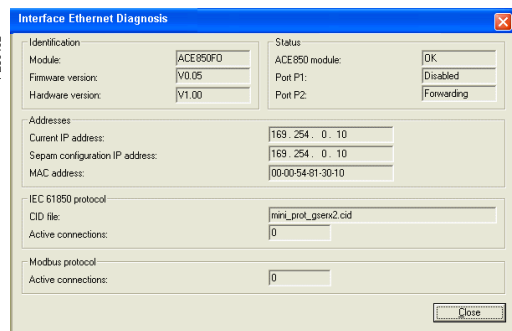 Interface Ethernet Diagnosis
Identification
Module: ACE850FO
Firmware version: V0.05
Hardware version: V1.00
Status
ACE850 module: OK
Port P1: Disabled
Port P2: Forwarding
Addresses
Current IP address: 169.254. 0. 10
Sepam configuration IP address: 169.254. 0. 10
MAC address: 00-00-54-81-30-10
IEC 61850 protocol
CID file: mini_prot_gserx2.cid
Active connections: 0
Modbus protocol
Active connections: 0
Close